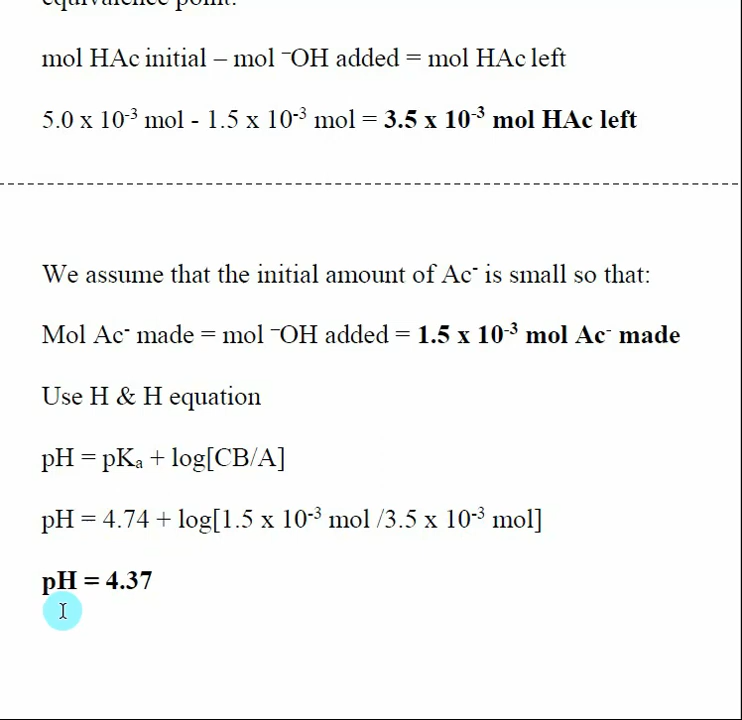 equivalence point:
mol HAc initial – mol ⁻OH added = mol HAc left
5.0 x 10⁻³ mol - 1.5 x 10⁻³ mol = 3.5 x 10⁻³ mol HAc left
We assume that the initial amount of Ac⁻ is small so that:
Mol Ac⁻ made = mol ⁻OH added = 1.5 x 10⁻³ mol Ac⁻ made
Use H & H equation
pH = pKₐ + log[CB/A]
pH = 4.74 + log[1.5 x 10⁻³ mol /3.5 x 10⁻³ mol]
pH = 4.37